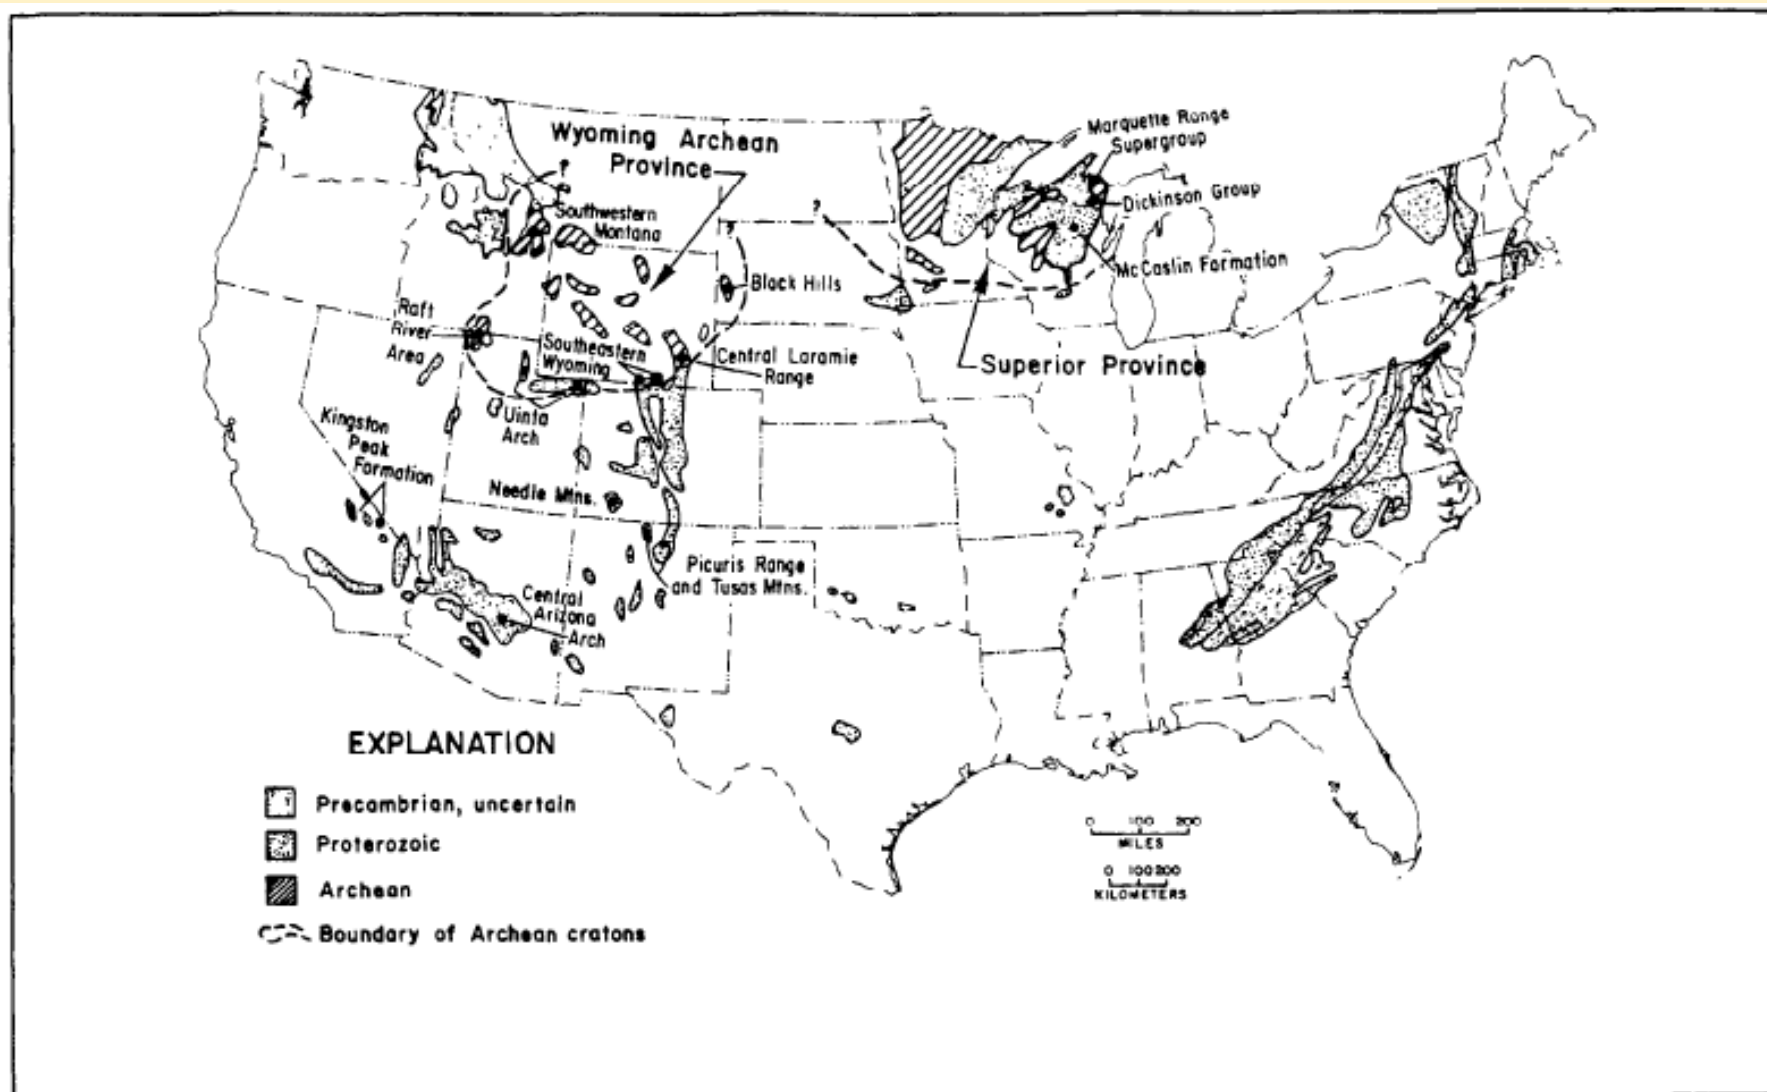 Wyoming Archean
Province
Marquette Range
Supergroup
Dickinson Group
McCaslin Formation
Superior Province
Southwestern
Montana
Black Hills
Raft
River
Area
Southeastern
Wyoming
Central Laramie
Range
Uinta
Arch
Kingston
Peak
Formation
Needle Mtns.
Picuris Range
and Tusas Mtns.
Central
Arizona
Arch
EXPLANATION
Precambrian, uncertain
Proterozoic
Archean
Boundary of Archean cratons
0 100 200
MILES
0 100 200
KILOMETERS
? ? ?